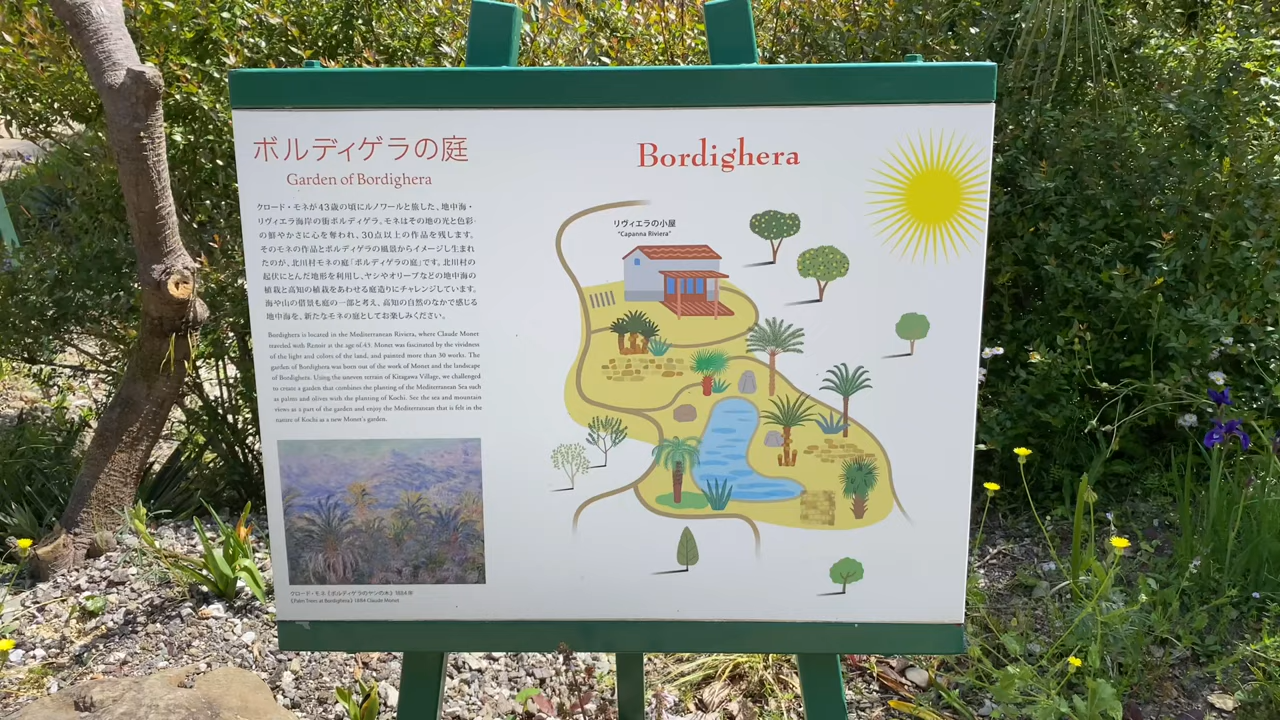 ボルディゲラの庭
Garden of Bordighera
クロード・モネが43歳の頃にルノワールと旅した、地中海・
リヴィエラ海岸の街ボルディゲラ。モネはその地の光と色彩
の鮮やかさに心を奪われ、30点以上の作品を残します。
そのモネの作品とボルディゲラの風景からイメージし生まれ
たのが、北川村モネの庭「ボルディゲラの庭」です。北川村の
起伏にとんだ地形を利用し、ヤシやオリーブなどの地中海の
植栽と高知の植栽をあわせる庭造りにチャレンジしています。
海や山の借景も庭の一部と考え、高知の自然のなかで感じる
地中海を、新たなモネの庭としてお楽しみください。
Bordighera is located in the Mediterranean Riviera, where Claude Monet
traveled with Renoir at the age of 43. Monet was fascinated by the vividness
of the light and colors of the land, and painted more than 30 works. The
garden of Bordighera was born out of the work of Monet and the landscape
of Bordighera. Using the uneven terrain of Kitagawa Village, we challenged
to create a garden that combines the planting of the Mediterranean Sea such
as palms and olives with the planting of Kochi. See the sea and mountain
views as a part of the garden and enjoy the Mediterranean that is felt in the
nature of Kochi as a new Monet's garden.
クロード・モネ《ボルディゲラのヤシの木》1884年
《Palm Trees at Bordighera》1884 Claude Monet
Bordighera
リヴィエラの小屋
"Capanna Riviera"